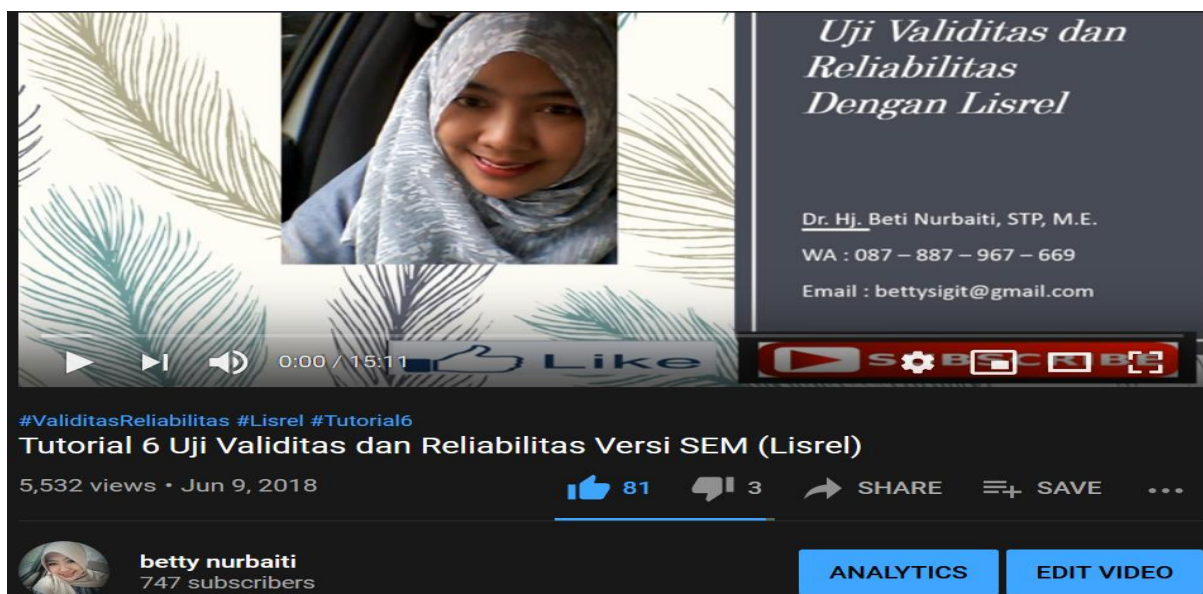 Uji Validitas dan
Reliabilitas
Dengan Lisrel
Dr. Hj. Beti Nurbaiti, STP, M.E.
WA : 087 – 887 – 967 – 669
Email : bettysigit@gmail.com
0:00 / 15:11
Like
SUBSCRIBE
#ValiditasReliabilitas #Lisrel #Tutorial6
Tutorial 6 Uji Validitas dan Reliabilitas Versi SEM (Lisrel)
5,532 views • Jun 9, 2018
81
3
SHARE
SAVE
betty nurbaiti
747 subscribers
ANALYTICS
EDIT VIDEO